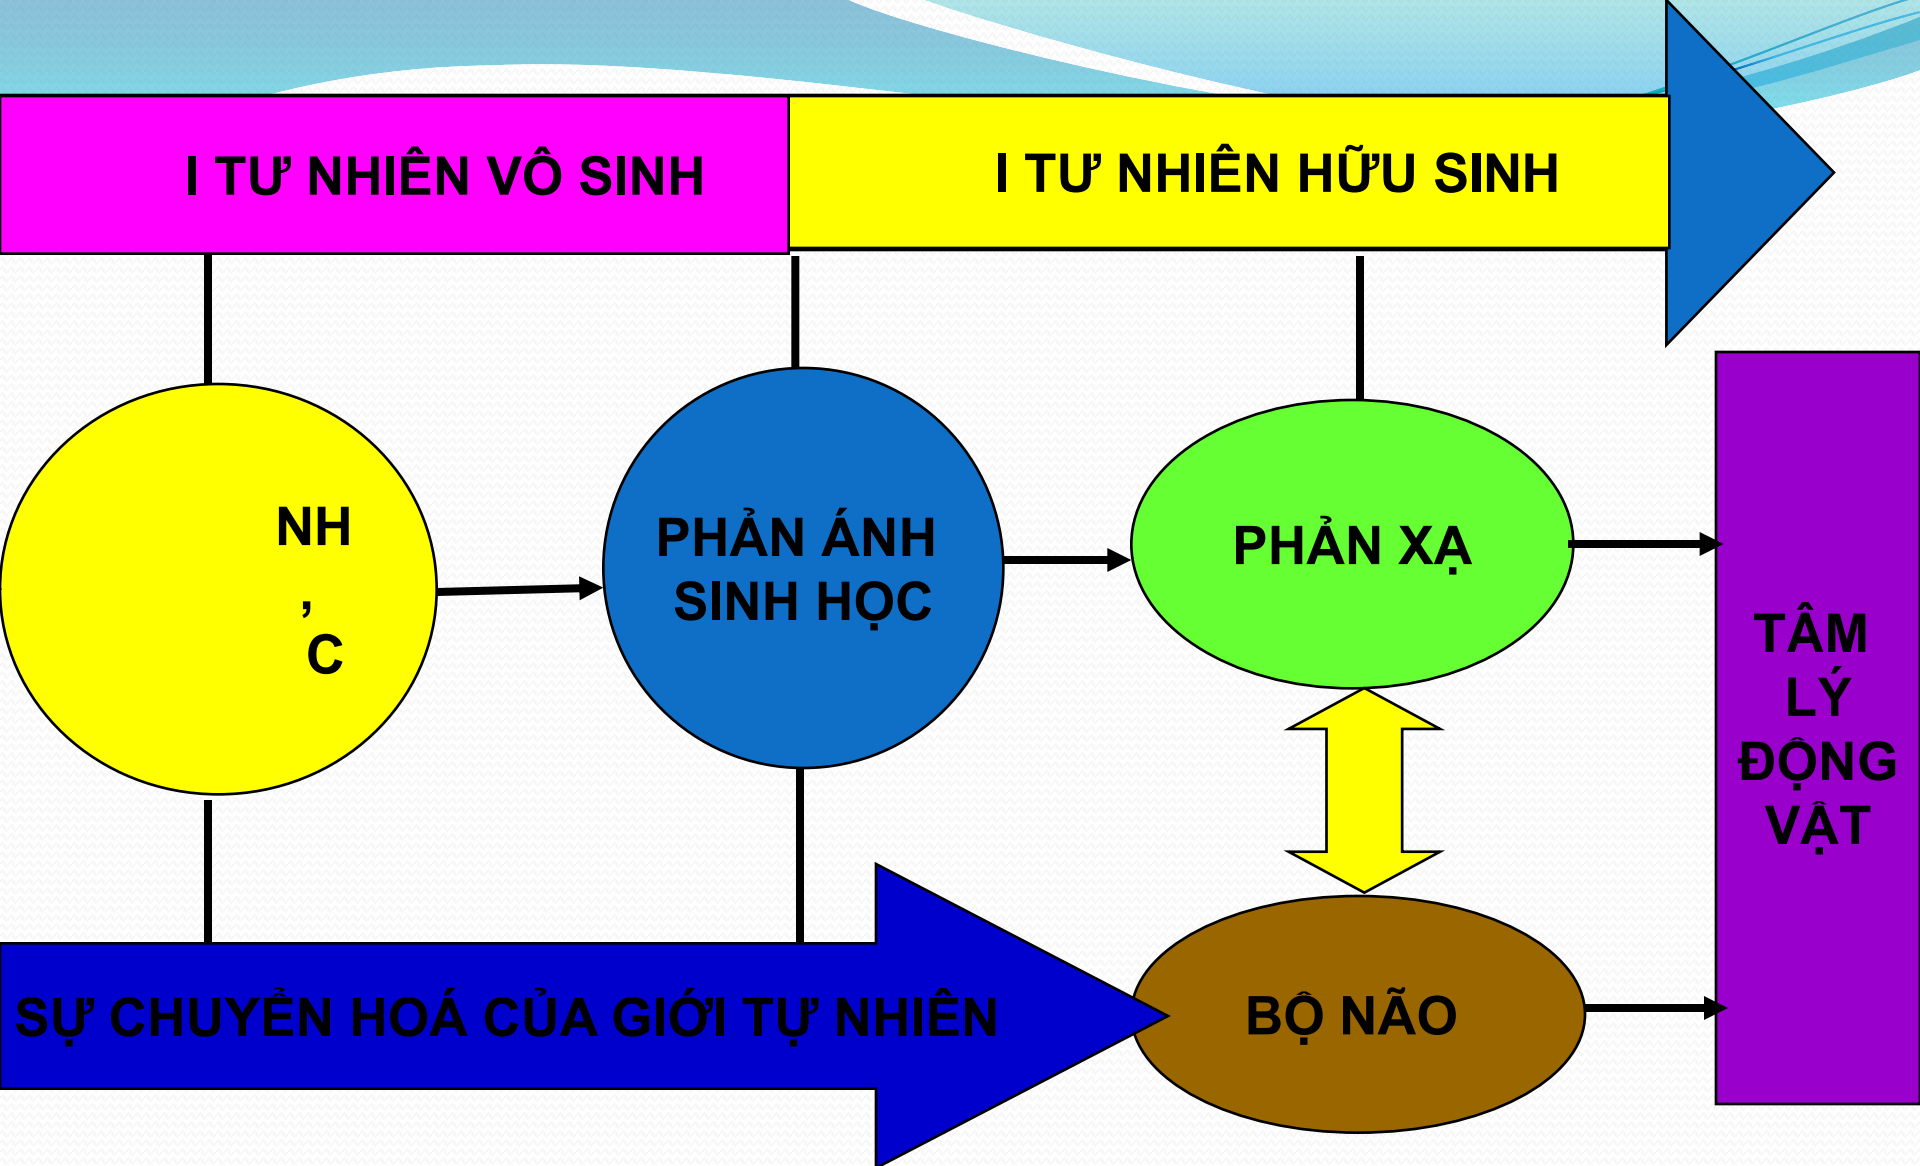 I TƯ NHIÊN VÔ SINH
I TƯ NHIÊN HỮU SINH
NH
,
C
PHẢN ÁNH
SINH HỌC
PHẢN XẠ
TÂM
LÝ
ĐỘNG
VẬT
SỰ CHUYỂN HOÁ CỦA GIỚI TỰ NHIÊN
BỘ NÃO